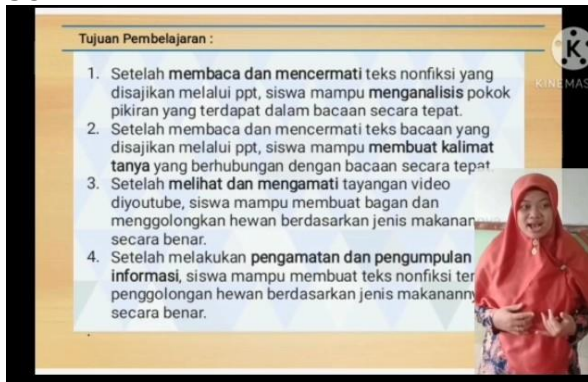 Tujuan Pembelajaran :
1. Setelah membaca dan mencermati teks nonfiksi yang
disajikan melalui ppt, siswa mampu menganalisis pokok
pikiran yang terdapat dalam bacaan secara tepat.
2. Setelah membaca dan mencermati teks bacaan yang
disajikan melalui ppt, siswa mampu membuat kalimat
tanya yang berhubungan dengan bacaan secara tepat.
3. Setelah melihat dan mengamati tayangan video
diyoutube, siswa mampu membuat bagan dan
menggolongkan hewan berdasarkan jenis makanan
secara benar.
4. Setelah melakukan pengamatan dan pengumpulan
informasi, siswa mampu membuat teks nonfiksi ter
penggolongan hewan berdasarkan jenis makanann
secara benar.
K
KINEMAS